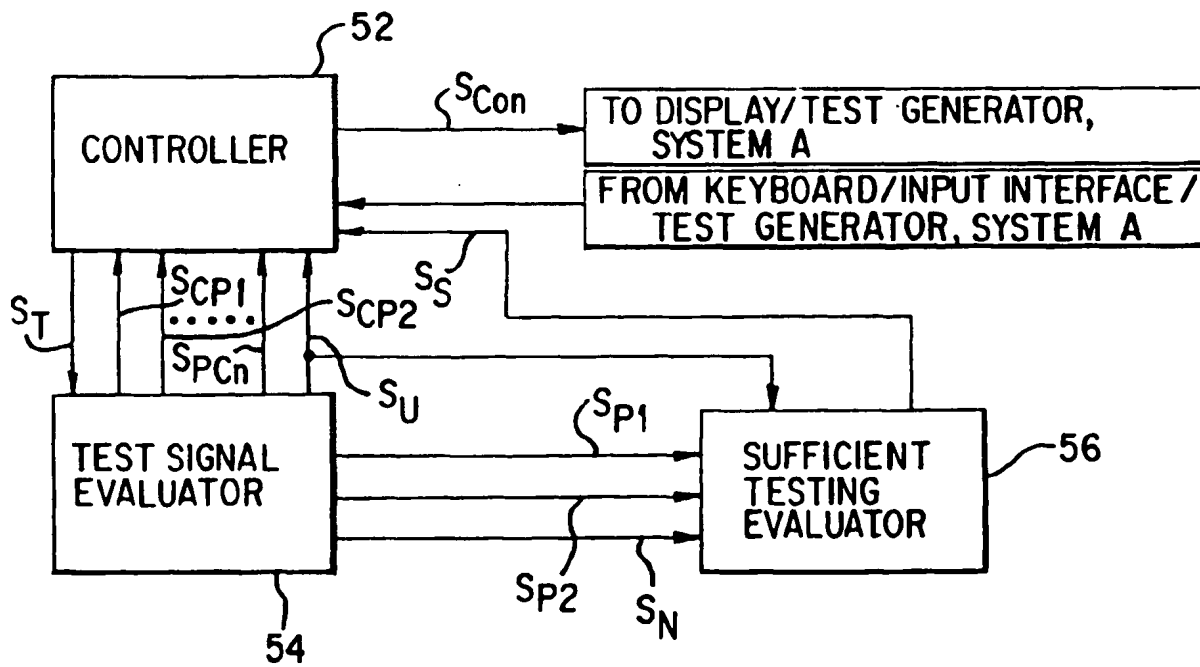 52
CONTROLLER
SCon
TO DISPLAY/TEST GENERATOR,
SYSTEM A
FROM KEYBOARD/INPUT INTERFACE/
TEST GENERATOR, SYSTEM A
SS
ST
SCP1
SCP2
SPCn
SU
TEST SIGNAL
EVALUATOR
54
SP1
SP2
SN
SUFFICIENT
TESTING
EVALUATOR
56